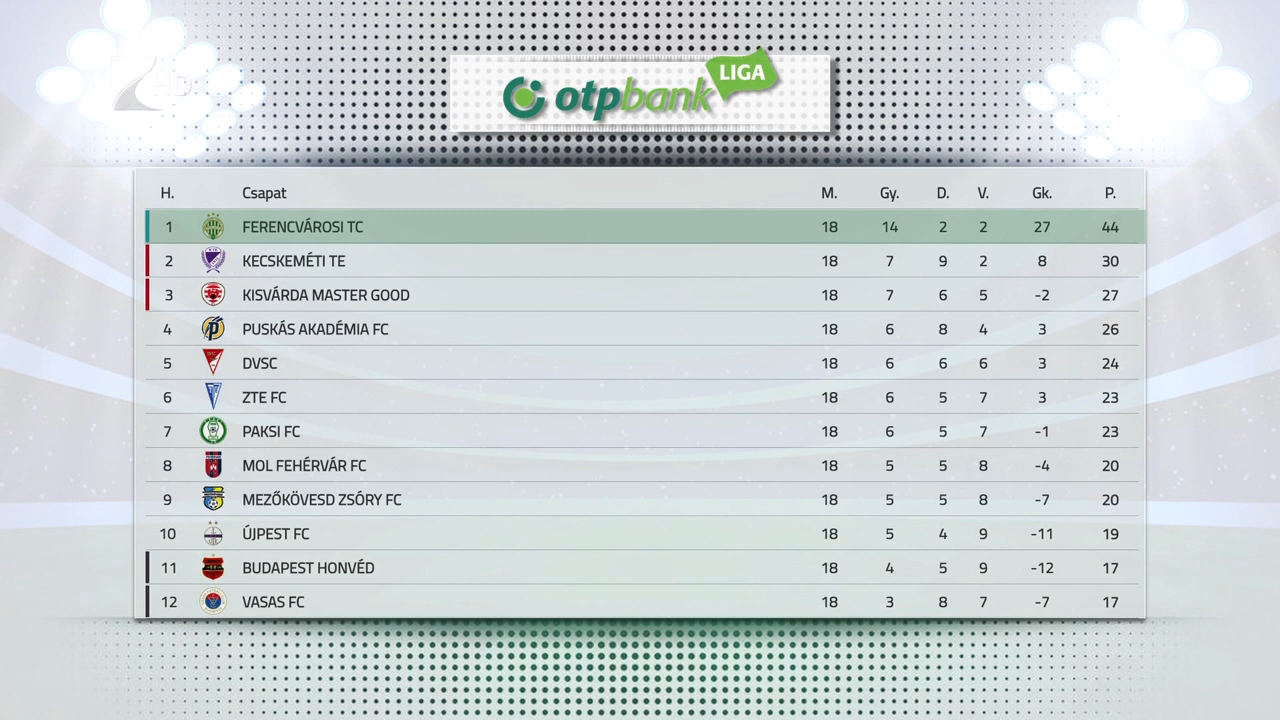 HD
otpbank LIGA
H. Csapat M. Gy. D. V. Gk. P.
1 FERENCVÁROSI TC 18 14 2 2 27 44
2 KECSKEMÉTI TE 18 7 9 2 8 30
3 KISVÁRDA MASTER GOOD 18 7 6 5 -2 27
4 PUSKÁS AKADÉMIA FC 18 6 8 4 3 26
5 DVSC 18 6 6 6 3 24
6 ZTE FC 18 6 5 7 3 23
7 PAKSI FC 18 6 5 7 -1 23
8 MOL FEHÉRVÁR FC 18 5 5 8 -4 20
9 MEZŐKÖVESD ZSÓRY FC 18 5 5 8 -7 20
10 ÚJPEST FC 18 5 4 9 -11 19
11 BUDAPEST HONVÉD 18 4 5 9 -12 17
12 VASAS FC 18 3 8 7 -7 17